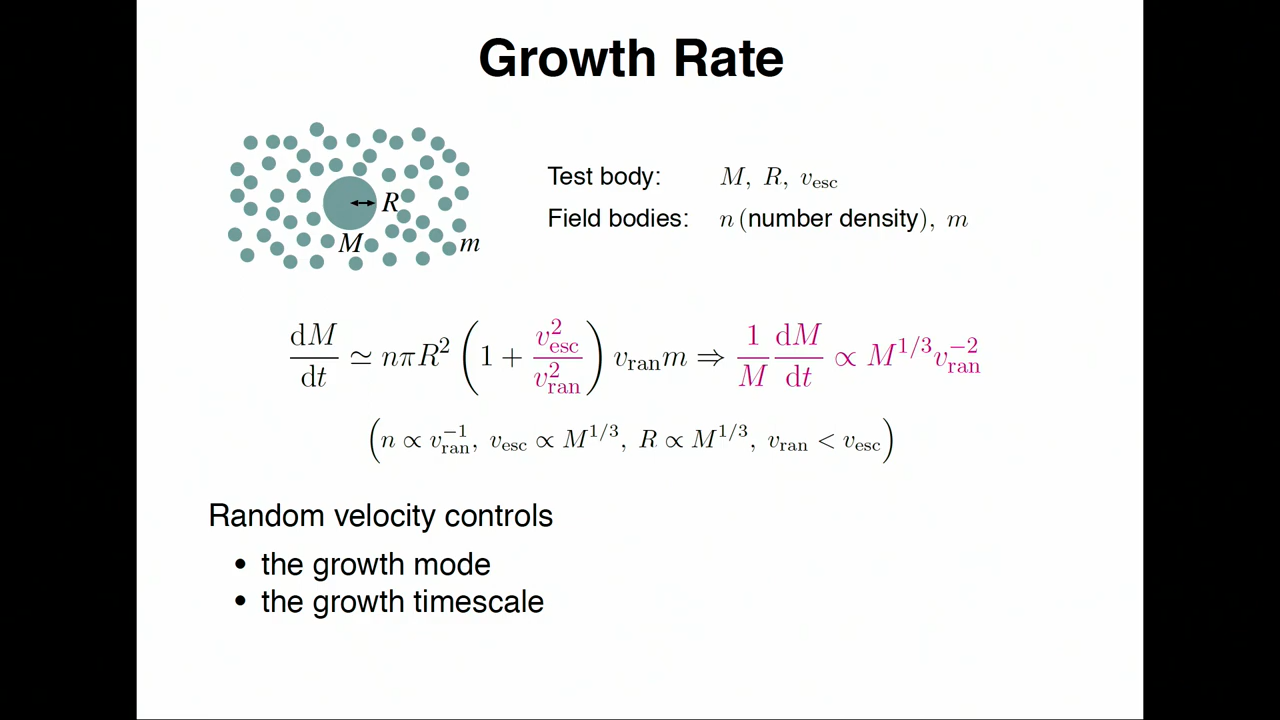 Growth Rate
R
M
m
Test body: M, R, v_esc
Field bodies: n (number density), m
dM/dt ≃ nπR² (1 + v²_esc/v²_ran) v_ran m ⇒ 1/M dM/dt ∝ M^{1/3} v_ran^{-2}
(n ∝ v_ran^{-1}, v_esc ∝ M^{1/3}, R ∝ M^{1/3}, v_ran < v_esc)
Random velocity controls
• the growth mode
• the growth timescale